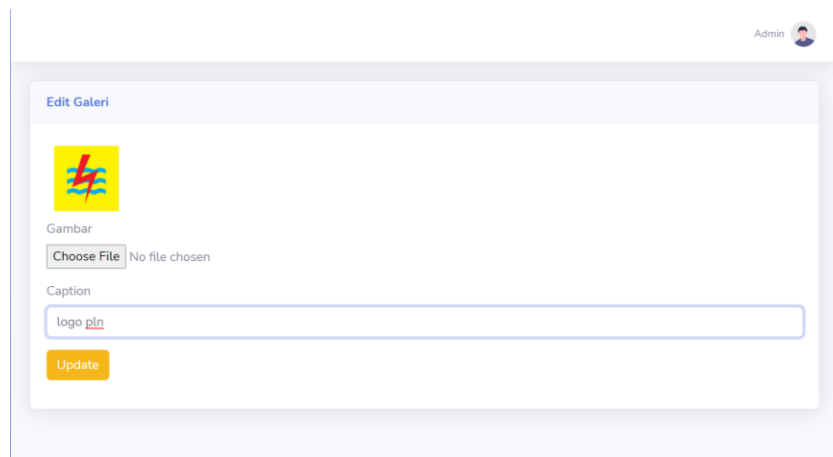 Admin
Edit Galeri
Gambar
Choose File No file chosen
Caption
logo pln
Update